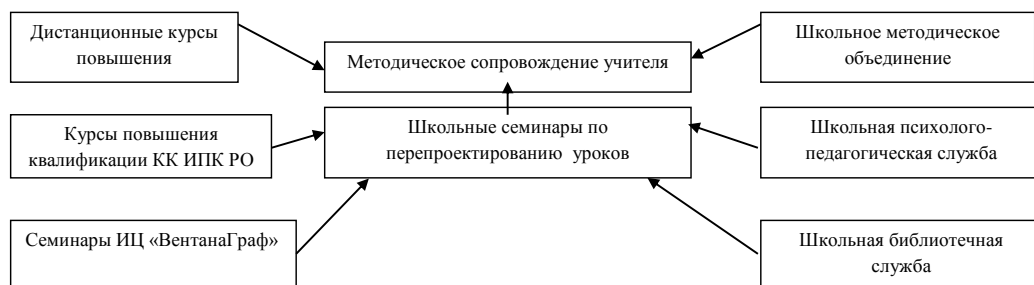 Дистанционные курсы
повышения
Методическое сопровождение учителя
Школьное методическое
объединение
Курсы повышения
квалификации КК ИПК РО
Школьные семинары по
перепроектированию уроков
Школьная психолого-
педагогическая служба
Семинары ИЦ «ВентанаГраф»
Школьная библиотечная
служба